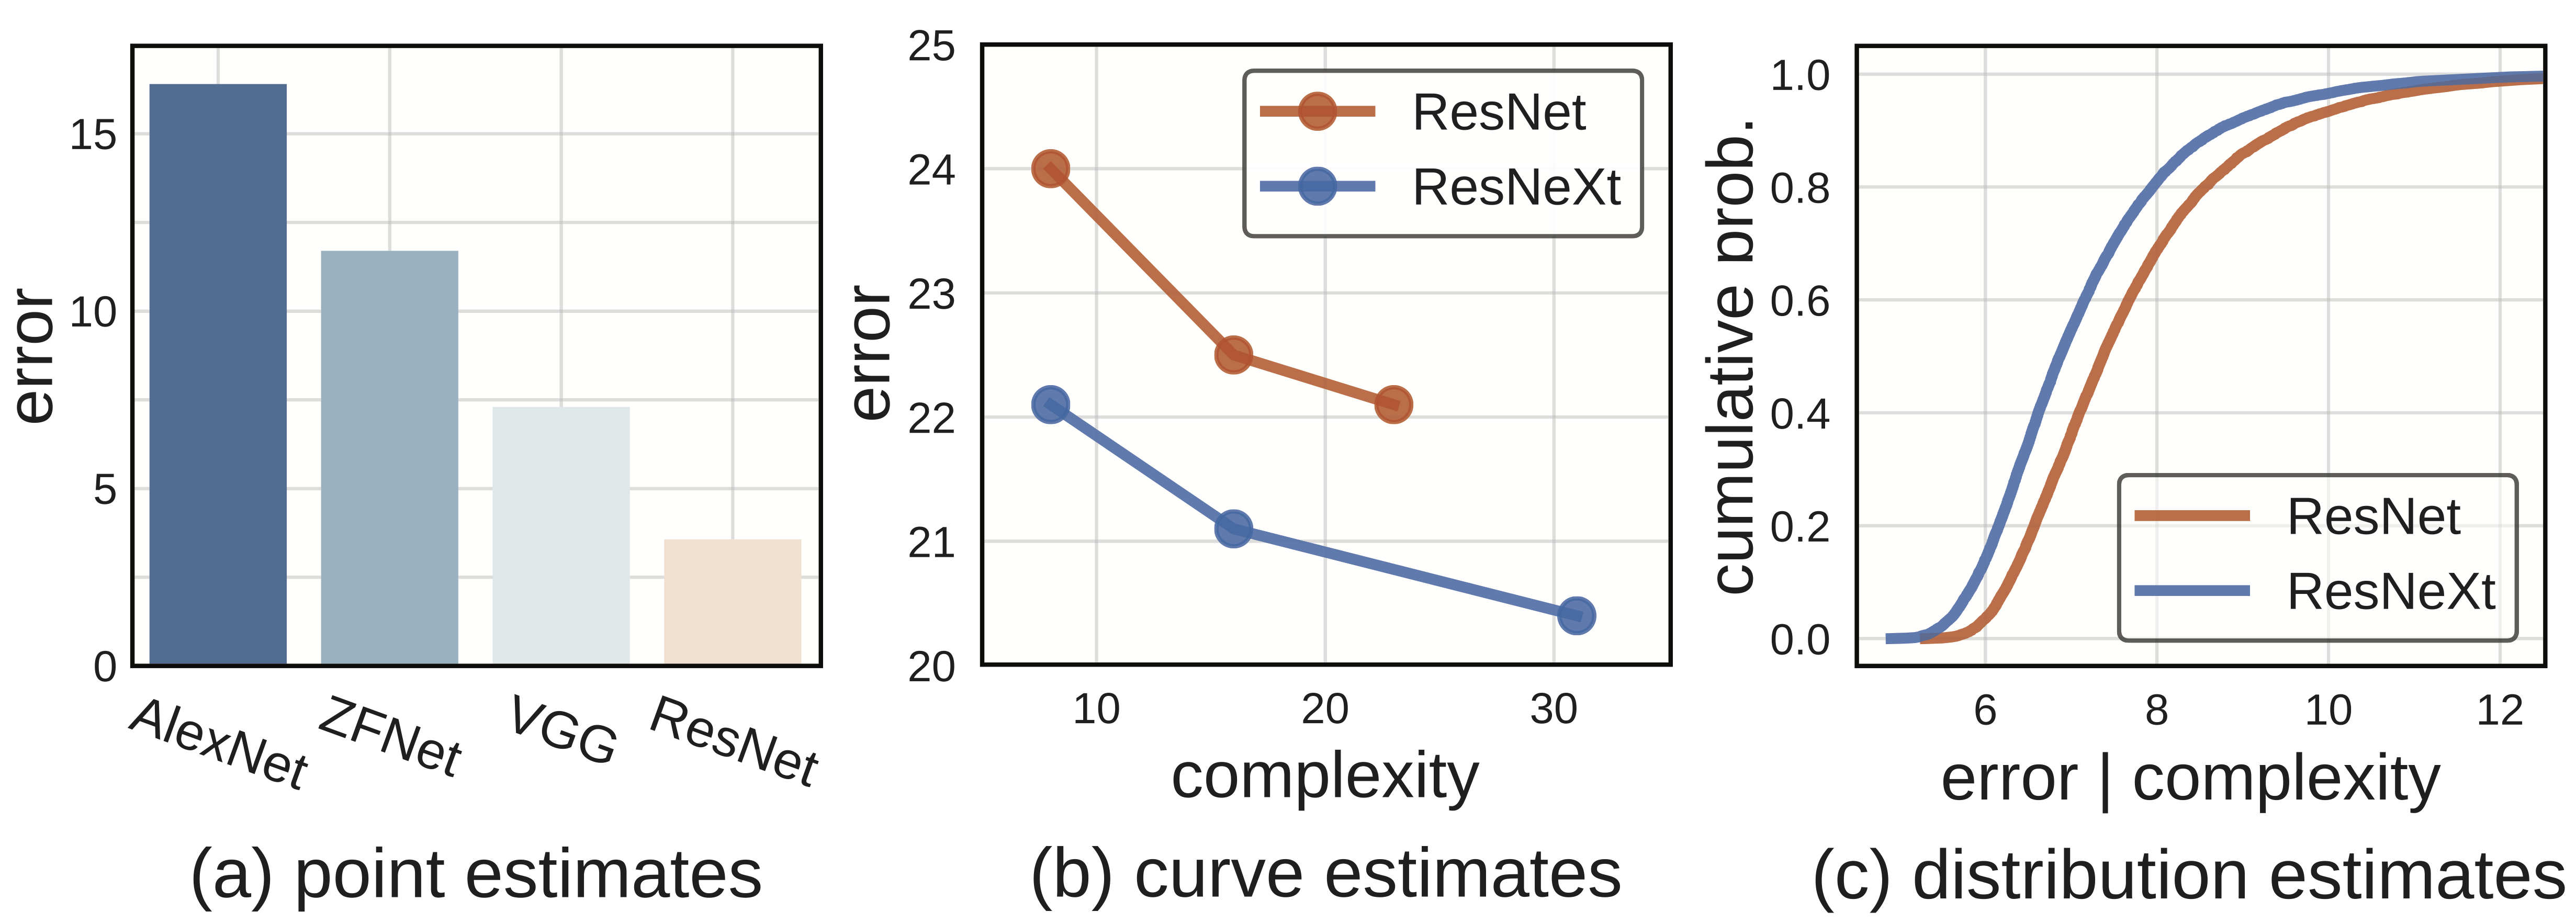 error
15
10
5
0
AlexNet
ZFNet
VGG
ResNet
(a) point estimates
error
25
24
23
22
21
20
ResNet
ResNeXt
10
20
30
complexity
(b) curve estimates
cumulative prob.
1.0
0.8
0.6
0.4
0.2
0.0
ResNet
ResNeXt
6
8
10
12
error | complexity
(c) distribution estimates